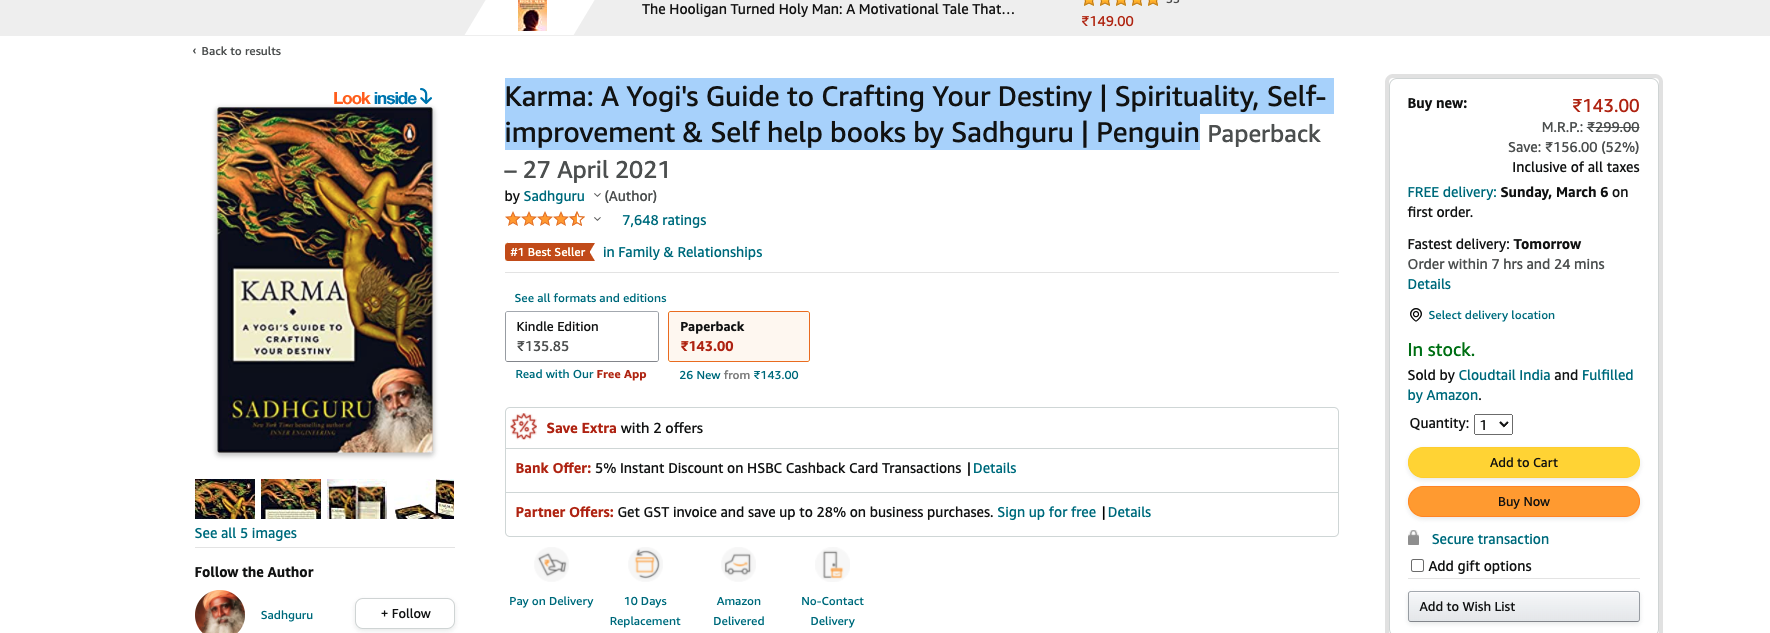 The Hooligan Turned Holy Man: A Motivational Tale That...
₹149.00
‹ Back to results
Look inside
KARMA
A YOGI'S GUIDE TO
CRAFTING
YOUR DESTINY
SADHGURU
New York Times bestselling author of
INNER ENGINEERING
See all 5 images
Follow the Author
Sadhguru
+ Follow
Karma: A Yogi's Guide to Crafting Your Destiny | Spirituality, Self-
improvement & Self help books by Sadhguru | Penguin Paperback
– 27 April 2021
by Sadhguru (Author)
7,648 ratings
#1 Best Seller in Family & Relationships
See all formats and editions
Kindle Edition
₹135.85
Read with Our Free App
Paperback
₹143.00
26 New from ₹143.00
% Save Extra with 2 offers
Bank Offer: 5% Instant Discount on HSBC Cashback Card Transactions | Details
Partner Offers: Get GST invoice and save up to 28% on business purchases. Sign up for free | Details
Pay on Delivery
10 Days
Replacement
Amazon
Delivered
No-Contact
Delivery
Buy new: ₹143.00
M.R.P.: ₹299.00
Save: ₹156.00 (52%)
Inclusive of all taxes
FREE delivery: Sunday, March 6 on
first order.
Fastest delivery: Tomorrow
Order within 7 hrs and 24 mins
Details
Select delivery location
In stock.
Sold by Cloudtail India and Fulfilled
by Amazon.
Quantity: 1
Add to Cart
Buy Now
Secure transaction
Add gift options
Add to Wish List